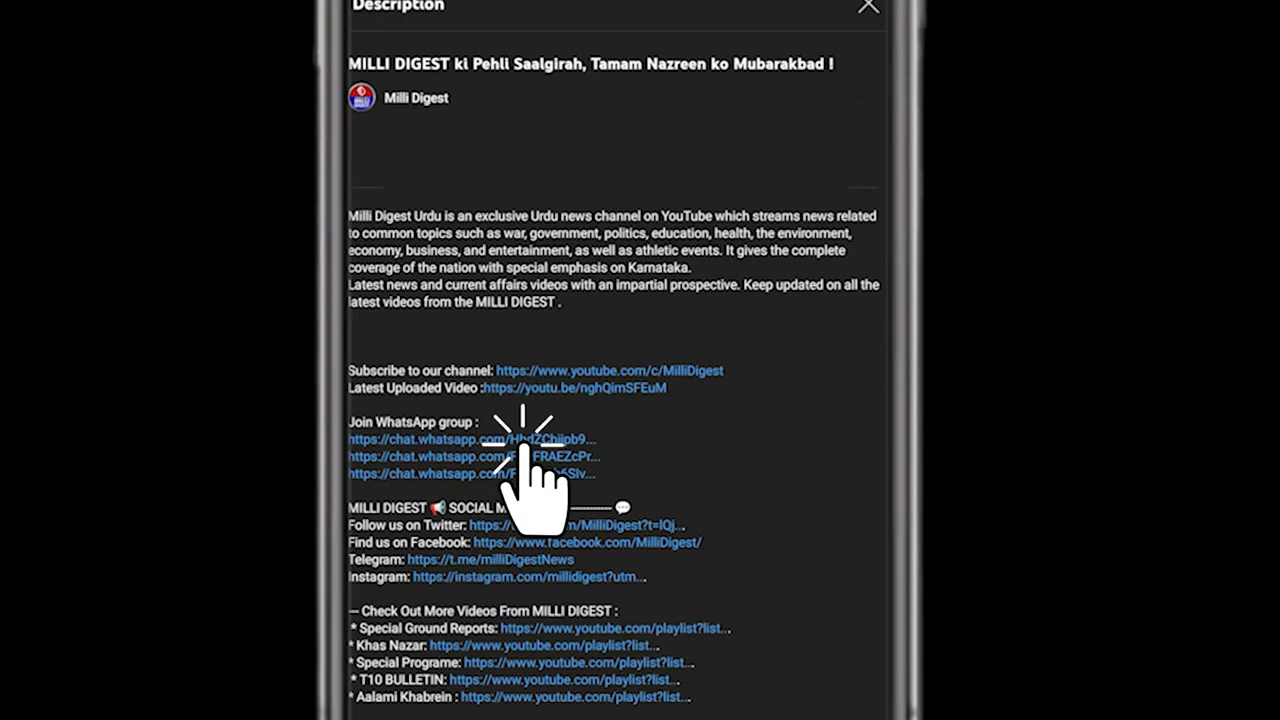 Description
MILLI DIGEST ki Pehli Saalgirah, Tamam Nazreen ko Mubarakbad !
Milli Digest
Milli Digest Urdu is an exclusive Urdu news channel on YouTube which streams news related
to common topics such as war, government, politics, education, health, the environment,
economy, business, and entertainment, as well as athletic events. It gives the complete
coverage of the nation with special emphasis on Karnataka.
Latest news and current affairs videos with an impartial prospective. Keep updated on all the
latest videos from the MILLI DIGEST .
Subscribe to our channel: https://www.youtube.com/c/MilliDigest
Latest Uploaded Video :https://youtu.be/nghQimSFEuM
Join WhatsApp group :
https://chat.whatsapp.com/
https://chat.whatsapp.com/
https://chat.whatsapp.com/
MILLI DIGEST 📢 SOCIAL 💬
Follow us on Twitter: /MilliDigest?t=lQj...
Find us on Facebook: https://www.facebook.com/MilliDigest/
Telegram: https://t.me/milliDigestNews
Instagram: https://instagram.com/millidigest?utm...
--- Check Out More Videos From MILLI DIGEST :
* Special Ground Reports: https://www.youtube.com/playlist?list...
* Khas Nazar: https://www.youtube.com/playlist?list...
* Special Programe: https://www.youtube.com/playlist?list...
* T10 BULLETIN: https://www.youtube.com/playlist?list...
* Aalami Khabrein : https://www.youtube.com/playlist?list...